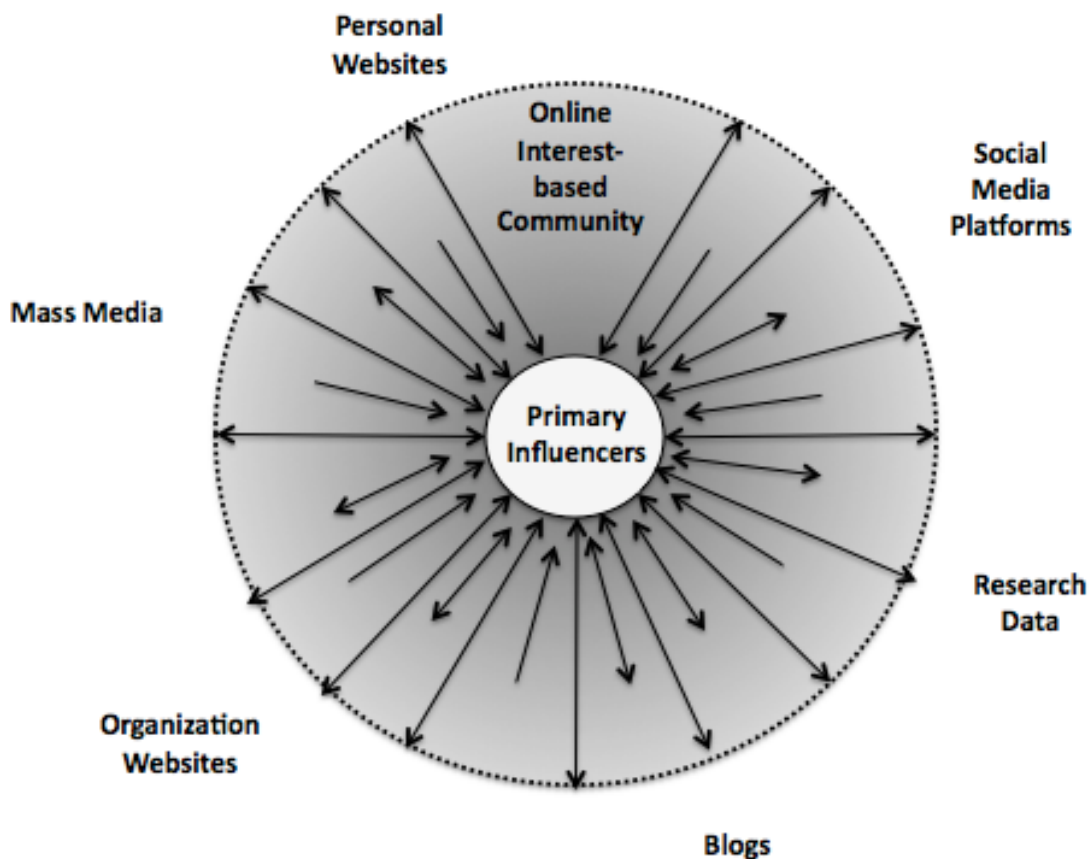 Personal
Websites
Online
Interest-
based
Community
Social
Media
Platforms
Mass Media
Primary
Influencers
Research
Data
Organization
Websites
Blogs